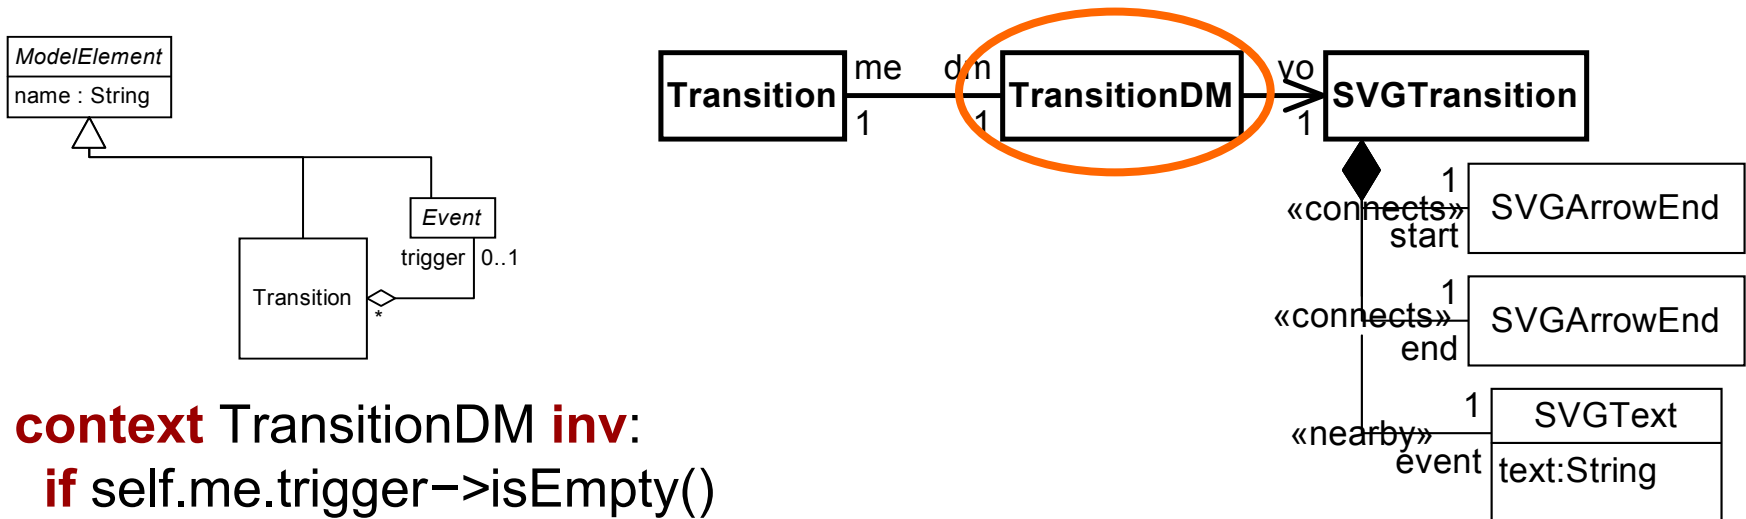 ModelElement
name : String
Event
trigger 0..1
Transition
*
Transition
me
1
dm
1
TransitionDM
vo
1
SVGTransition
1
«connects»
start
SVGArrowEnd
1
«connects»
end
SVGArrowEnd
1
«nearby»
event
SVGText
text:String
context TransitionDM inv:
if self.me.trigger−>isEmpty()